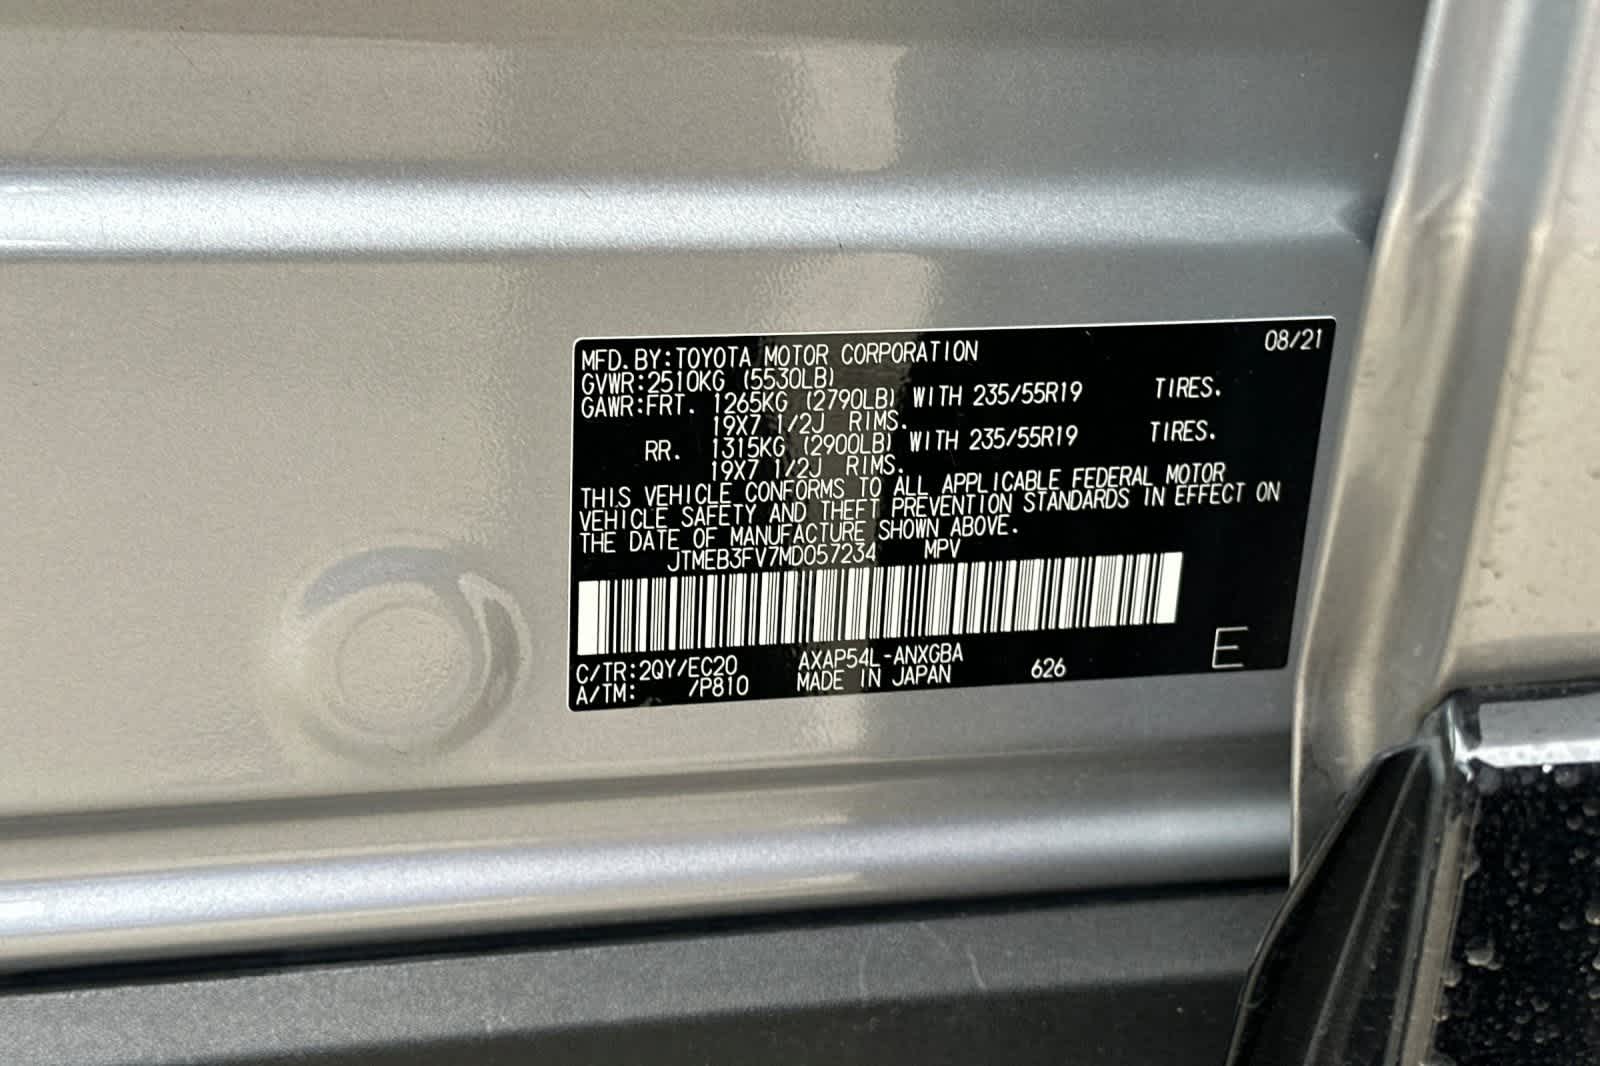 08/21
MFD.BY:TOYOTA MOTOR CORPORATION
GVWR:2510KG (5530LB)
GAWR:FRT. 1265KG (2790LB) WITH 235/55R19 TIRES.
19X7 1/2J RIMS.
RR. 1315KG (2900LB) WITH 235/55R19 TIRES.
19X7 1/2J RIMS.
THIS VEHICLE CONFORMS TO ALL APPLICABLE FEDERAL MOTOR
VEHICLE SAFETY AND THEFT PREVENTION STANDARDS IN EFFECT ON
THE DATE OF MANUFACTURE SHOWN ABOVE.
JTMEB3FV7MD057234 MPV
C/TR:2QY/EC20 AXAP54L-ANXGBA 626 E
A/TM: /P810 MADE IN JAPAN